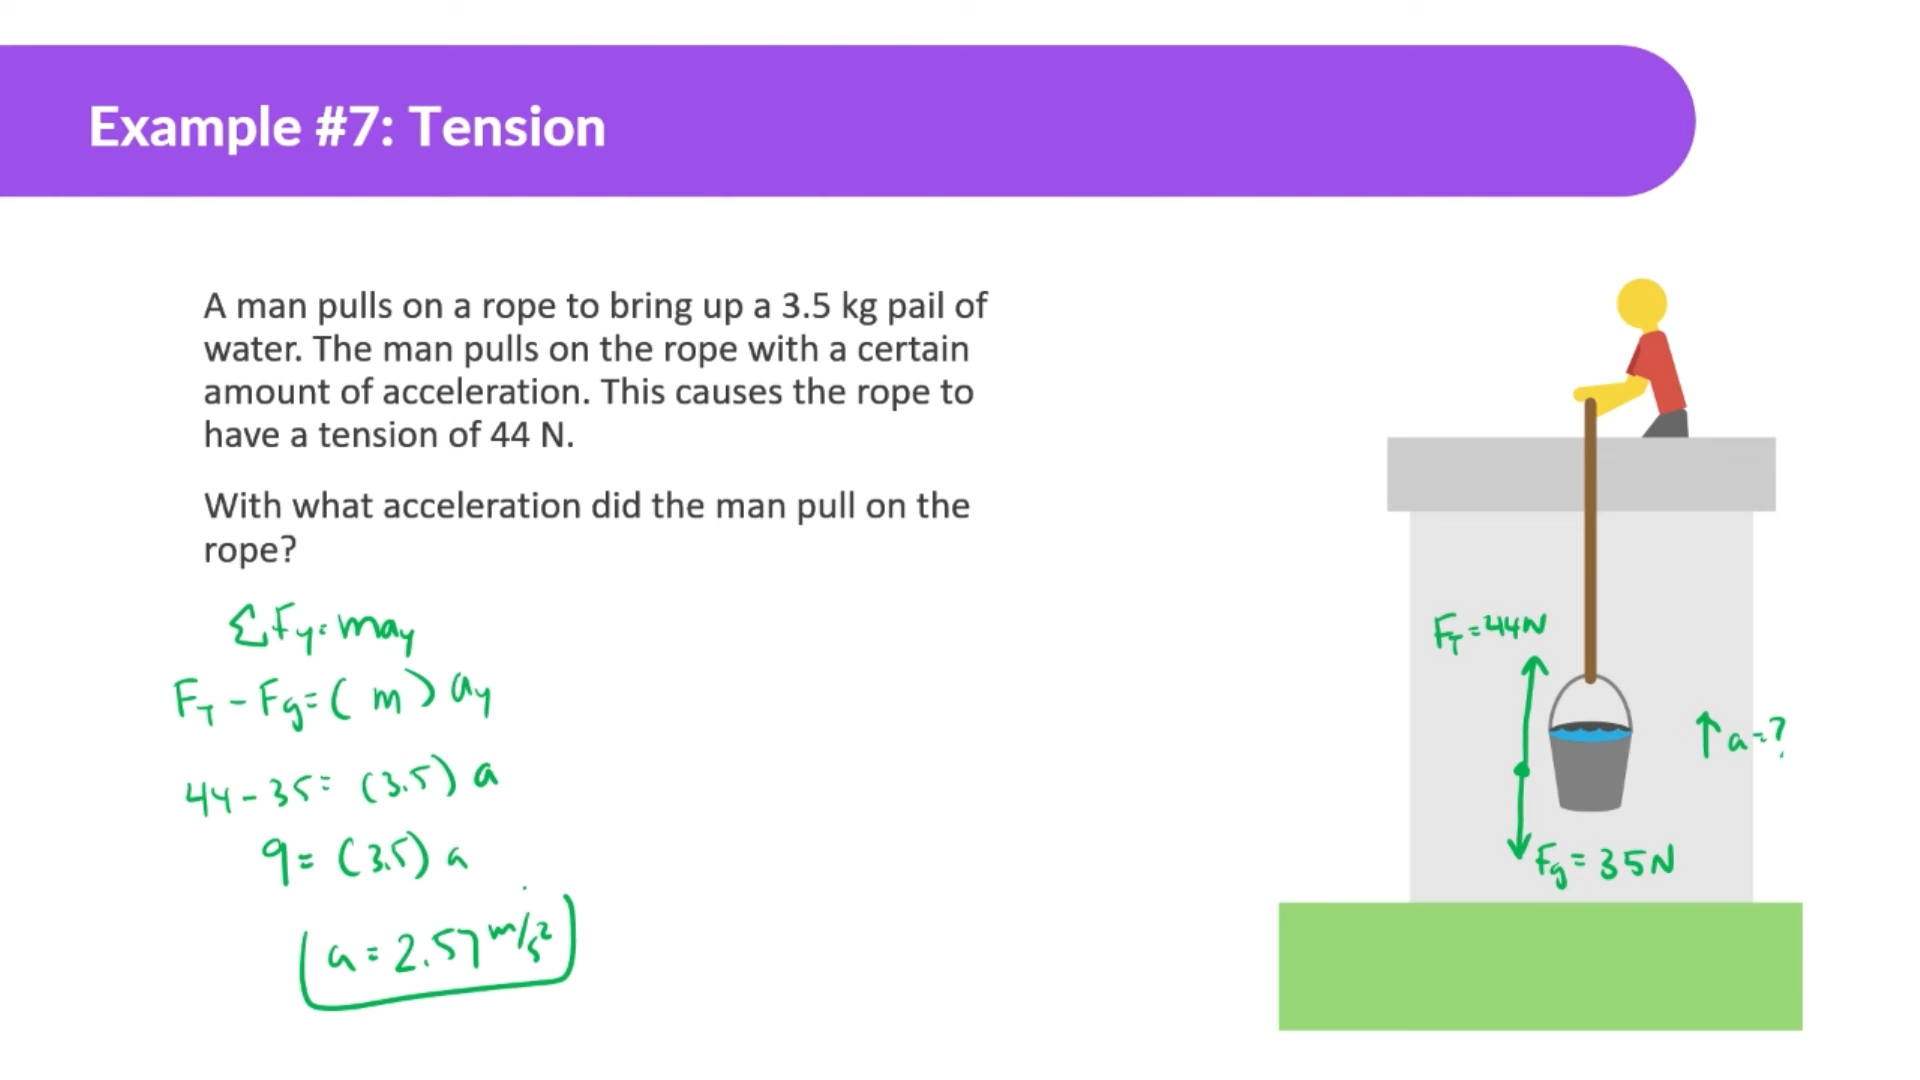 Example #7: Tension
A man pulls on a rope to bring up a 3.5 kg pail of
water. The man pulls on the rope with a certain
amount of acceleration. This causes the rope to
have a tension of 44 N.
With what acceleration did the man pull on the
rope?
ΣFy=may
FT - Fg=( m ) ay
44-35= (3.5) a
9= (3.5) a
a = 2.57 m/s²
FT=44N
↑a=?
Fg=35N